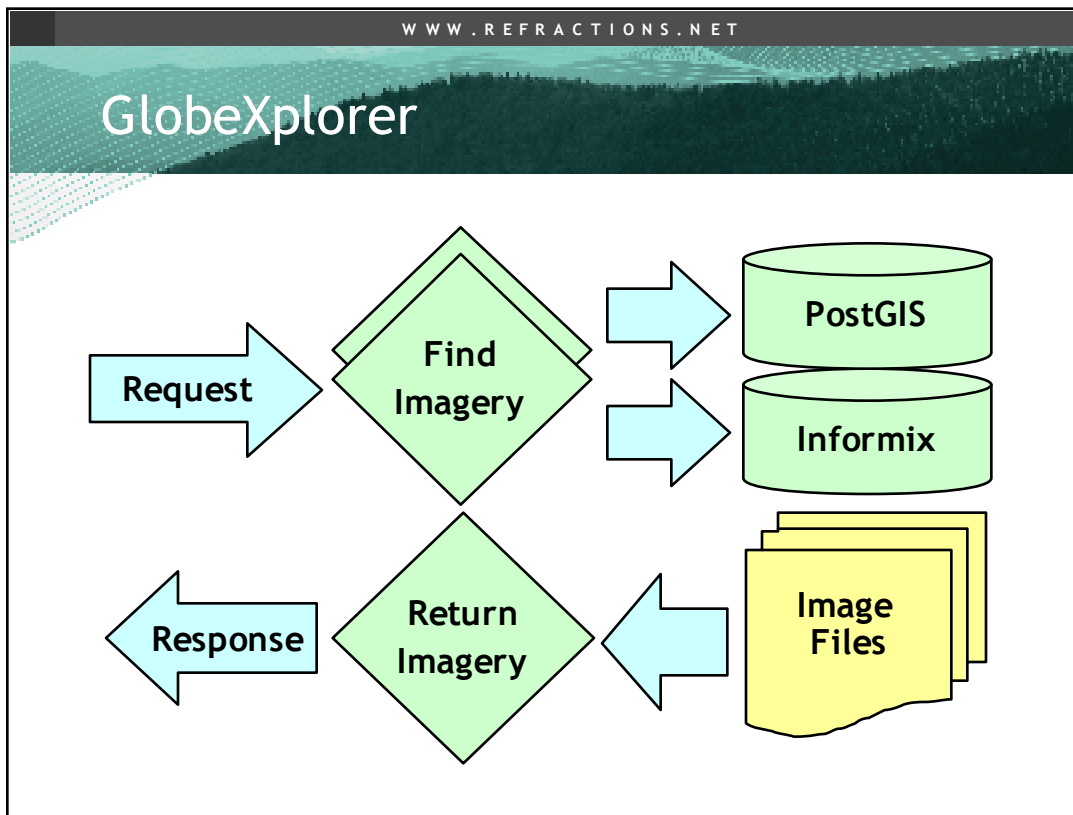 WWW.REFRACTIONS.NET
GlobeXplorer
Request
Find
Imagery
PostGIS
Informix
Response
Return
Imagery
Image
Files